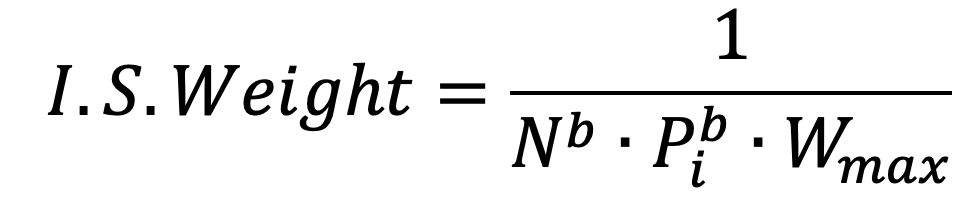 I.S.Weight = 1 / (N^b · P_i^b · W_max)